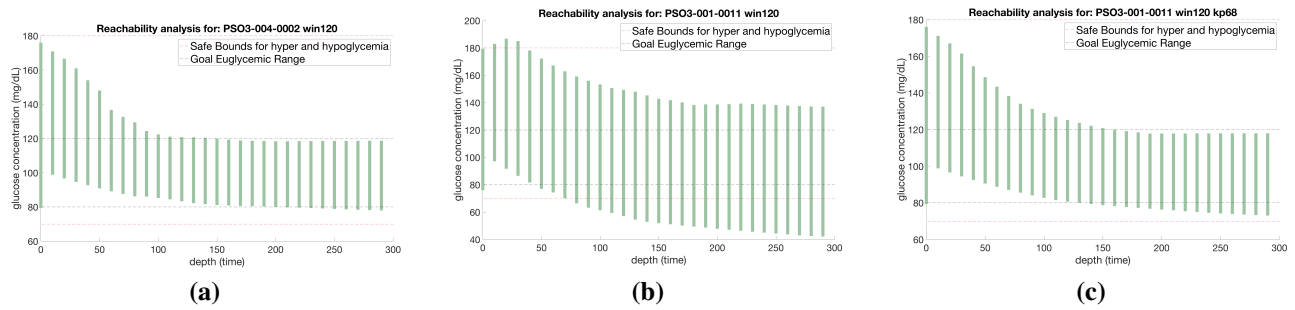 Reachability analysis for: PSO3-004-0002 win120
Safe Bounds for hyper and hypoglycemia
Goal Euglycemic Range
glucose concentration (mg/dL)
180
160
140
120
100
80
60
0
50
100
150
200
250
300
depth (time)
(a)
Reachability analysis for: PSO3-001-0011 win120
Safe Bounds for hyper and hypoglycemia
Goal Euglycemic Range
glucose concentration (mg/dL)
200
180
160
140
120
100
80
60
40
0
50
100
150
200
250
300
depth (time)
(b)
Reachability analysis for: PSO3-001-0011 win120 kp68
Safe Bounds for hyper and hypoglycemia
Goal Euglycemic Range
glucose concentration (mg/dL)
180
160
140
120
100
80
60
0
50
100
150
200
250
300
depth (time)
(c)